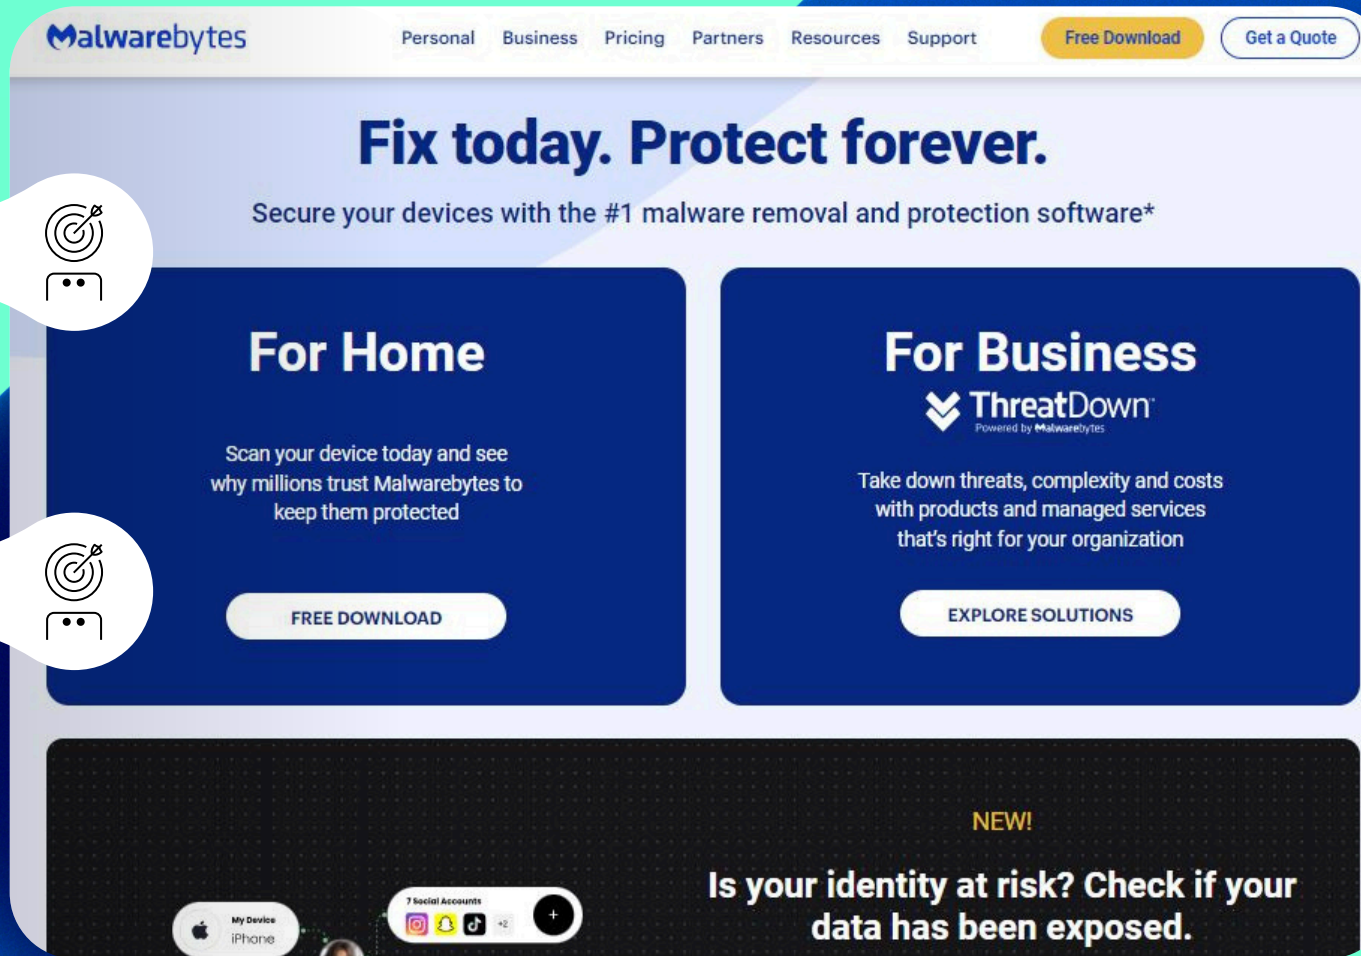 Malwarebytes
Personal Business Pricing Partners Resources Support Free Download Get a Quote
Fix today. Protect forever.
Secure your devices with the #1 malware removal and protection software*
For Home
Scan your device today and see
why millions trust Malwarebytes to
keep them protected
FREE DOWNLOAD
For Business
ThreatDown
Powered by Malwarebytes
Take down threats, complexity and costs
with products and managed services
that's right for your organization
EXPLORE SOLUTIONS
NEW!
Is your identity at risk? Check if your
data has been exposed.
7 Social Accounts
+2 +
My Device
iPhone